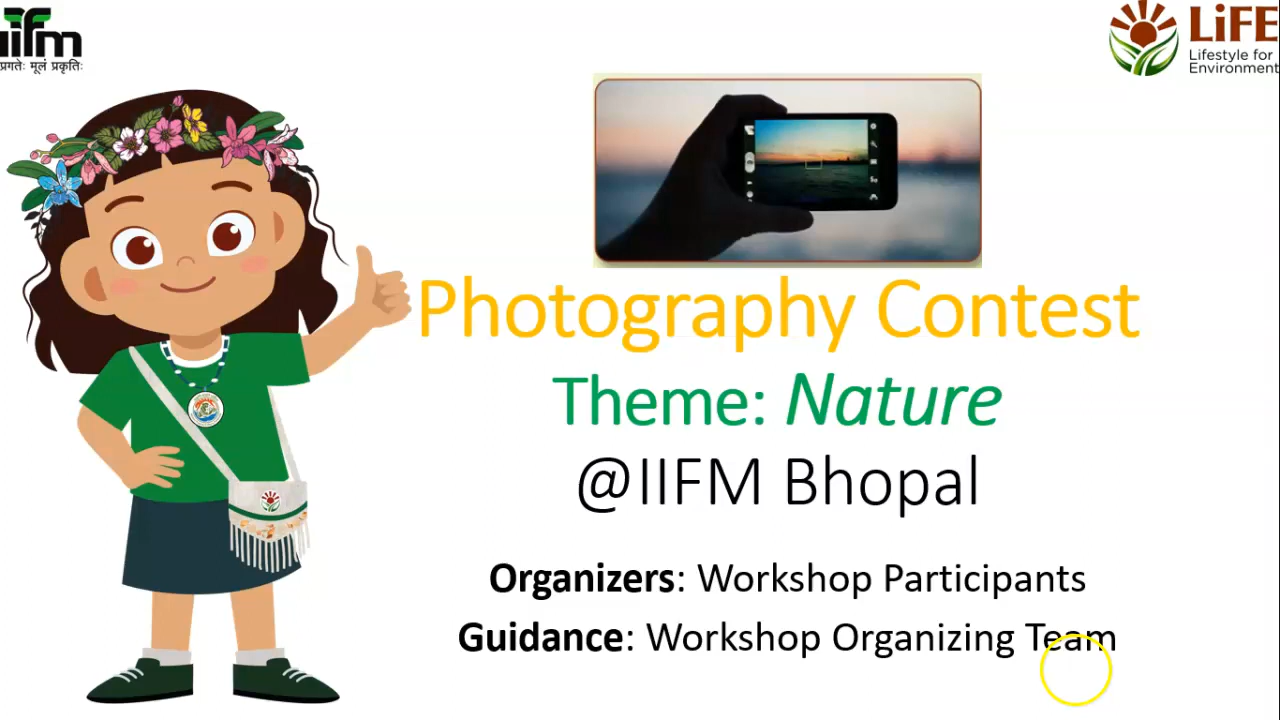 iifm
प्रगतेः मूलं प्रकृतिः
LiFE
Lifestyle for
Environment
Photography Contest
Theme: Nature
@IIFM Bhopal
Organizers: Workshop Participants
Guidance: Workshop Organizing Team